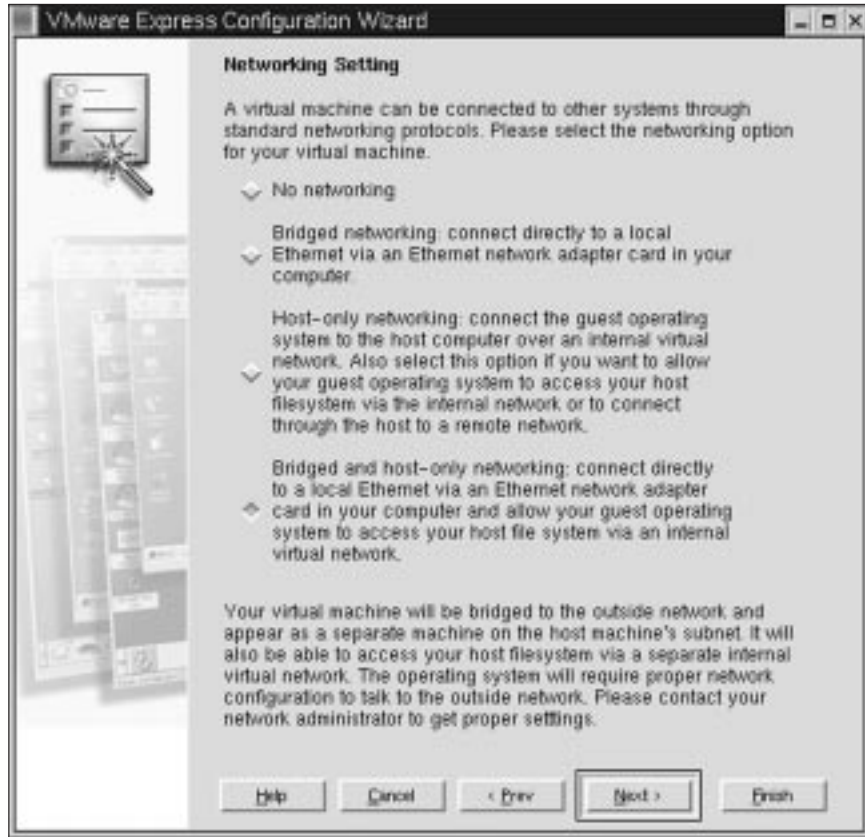 VMware Express Configuration Wizard
Networking Setting
A virtual machine can be connected to other systems through
standard networking protocols. Please select the networking option
for your virtual machine.
No networking
Bridged networking: connect directly to a local
Ethernet via an Ethernet network adapter card in your
computer.
Host-only networking: connect the guest operating
system to the host computer over an internal virtual
network. Also select this option if you want to allow
your guest operating system to access your host
filesystem via the internal network or to connect
through the host to a remote network.
Bridged and host-only networking: connect directly
to a local Ethernet via an Ethernet network adapter
card in your computer and allow your guest operating
system to access your host file system via an internal
virtual network.
Your virtual machine will be bridged to the outside network and
appear as a separate machine on the host machine's subnet. It will
also be able to access your host filesystem via a separate internal
virtual network. The operating system will require proper network
configuration to talk to the outside network. Please contact your
network administrator to get proper setttings.
Help Cancel < Prev Next > Finish